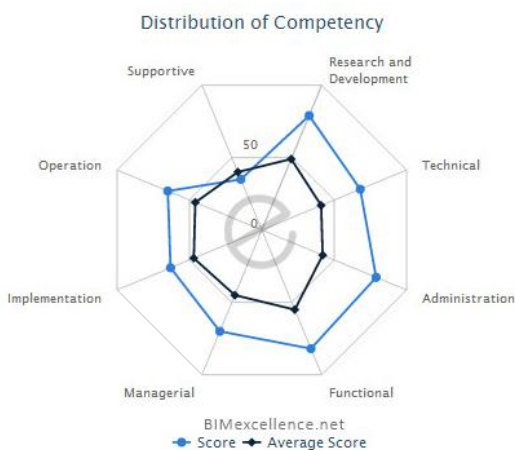 Distribution of Competency
Research and
Development
Supportive
50
Operation
Technical
0
Implementation
Administration
Managerial
Functional
BIMexcellence.net
Score
Average Score